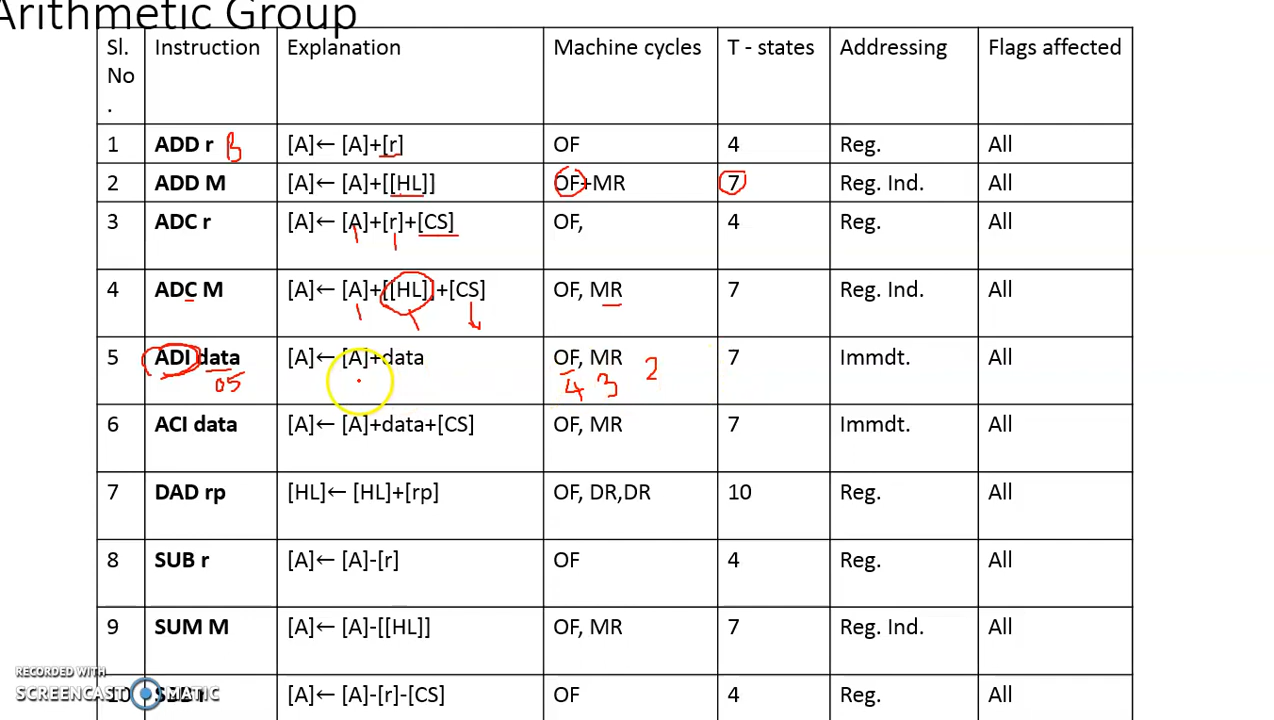 Arithmetic Group
Sl. No . Instruction Explanation Machine cycles T - states Addressing Flags affected
1 ADD r B [A]← [A]+[r] OF 4 Reg. All
2 ADD M [A]← [A]+[[HL]] OF+MR 7 Reg. Ind. All
3 ADC r [A]← [A]+[r]+[CS] OF, 4 Reg. All
1 1
4 ADC M [A]← [A]+[[HL]]+[CS] OF, MR 7 Reg. Ind. All
5 ADI data [A]← [A]+data OF, MR 2 7 Immdt. All
05 4 3
6 ACI data [A]← [A]+data+[CS] OF, MR 7 Immdt. All
7 DAD rp [HL]← [HL]+[rp] OF, DR,DR 10 Reg. All
8 SUB r [A]← [A]-[r] OF 4 Reg. All
9 SUM M [A]← [A]-[[HL]] OF, MR 7 Reg. Ind. All
10 [A]← [A]-[r]-[CS] OF 4 Reg. All
RECORDED WITH
SCREENCAST MATIC